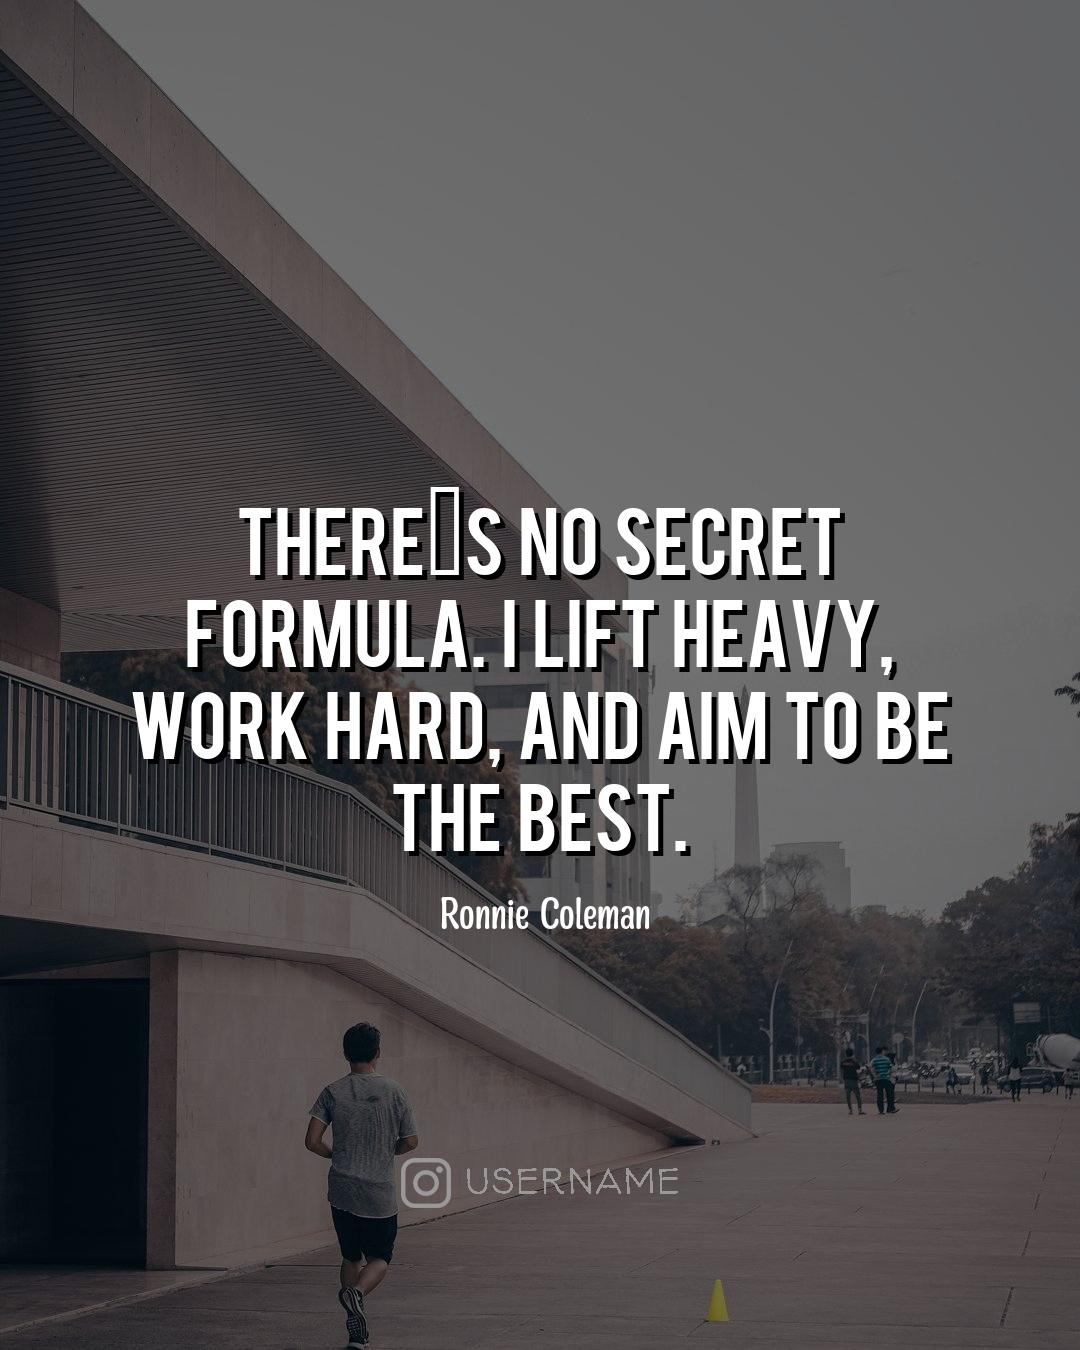 THERE▯S NO SECRET
FORMULA. I LIFT HEAVY,
WORK HARD, AND AIM TO BE
THE BEST.
Ronnie Coleman
USERNAME